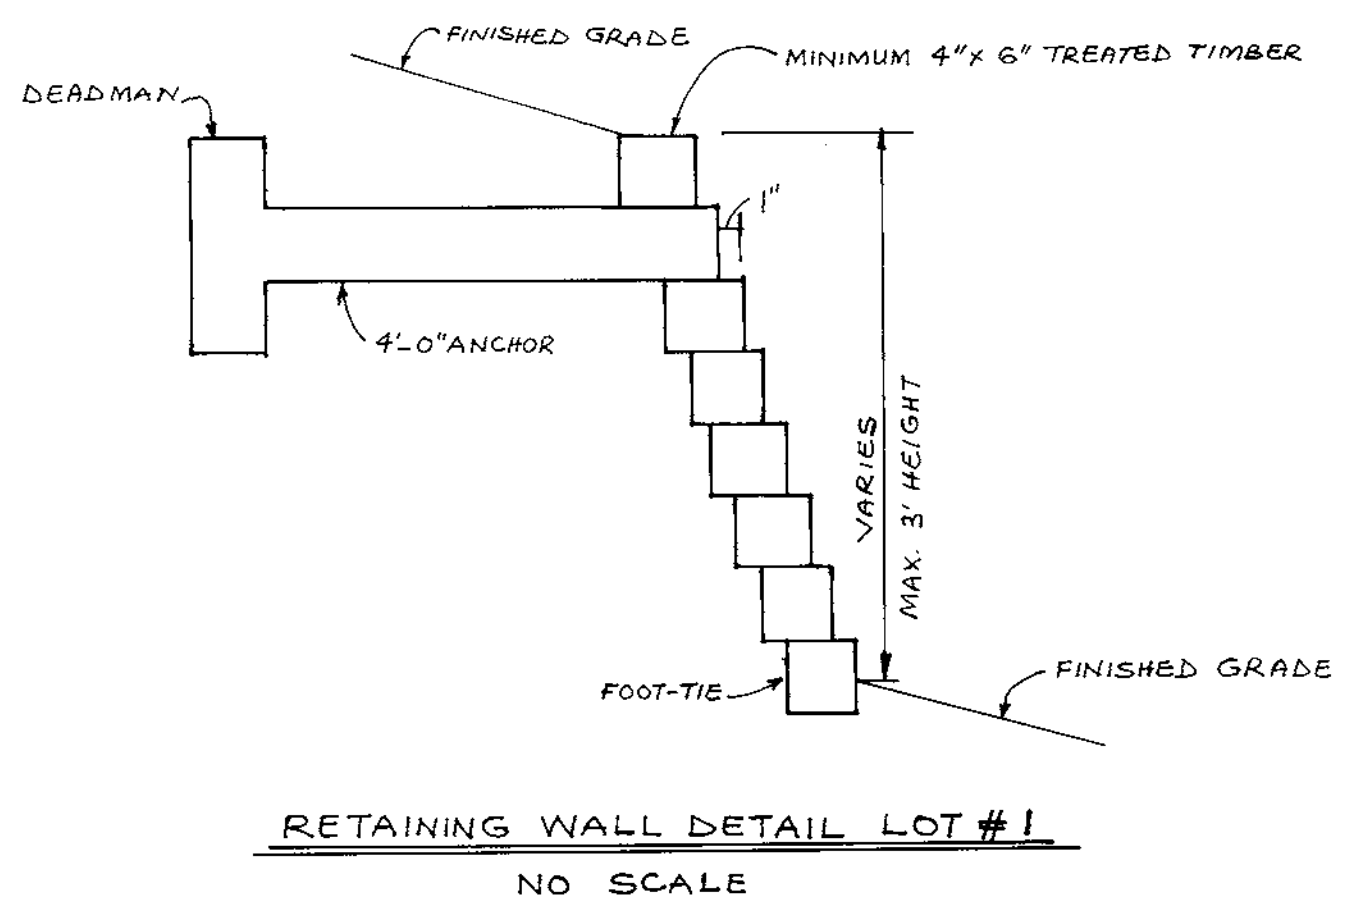 FINISHED GRADE
MINIMUM 4"X 6" TREATED TIMBER
DEADMAN
1"
4'-0" ANCHOR
VARIES
MAX. 3' HEIGHT
FOOT-TIE
FINISHED GRADE
RETAINING WALL DETAIL LOT #1
NO SCALE